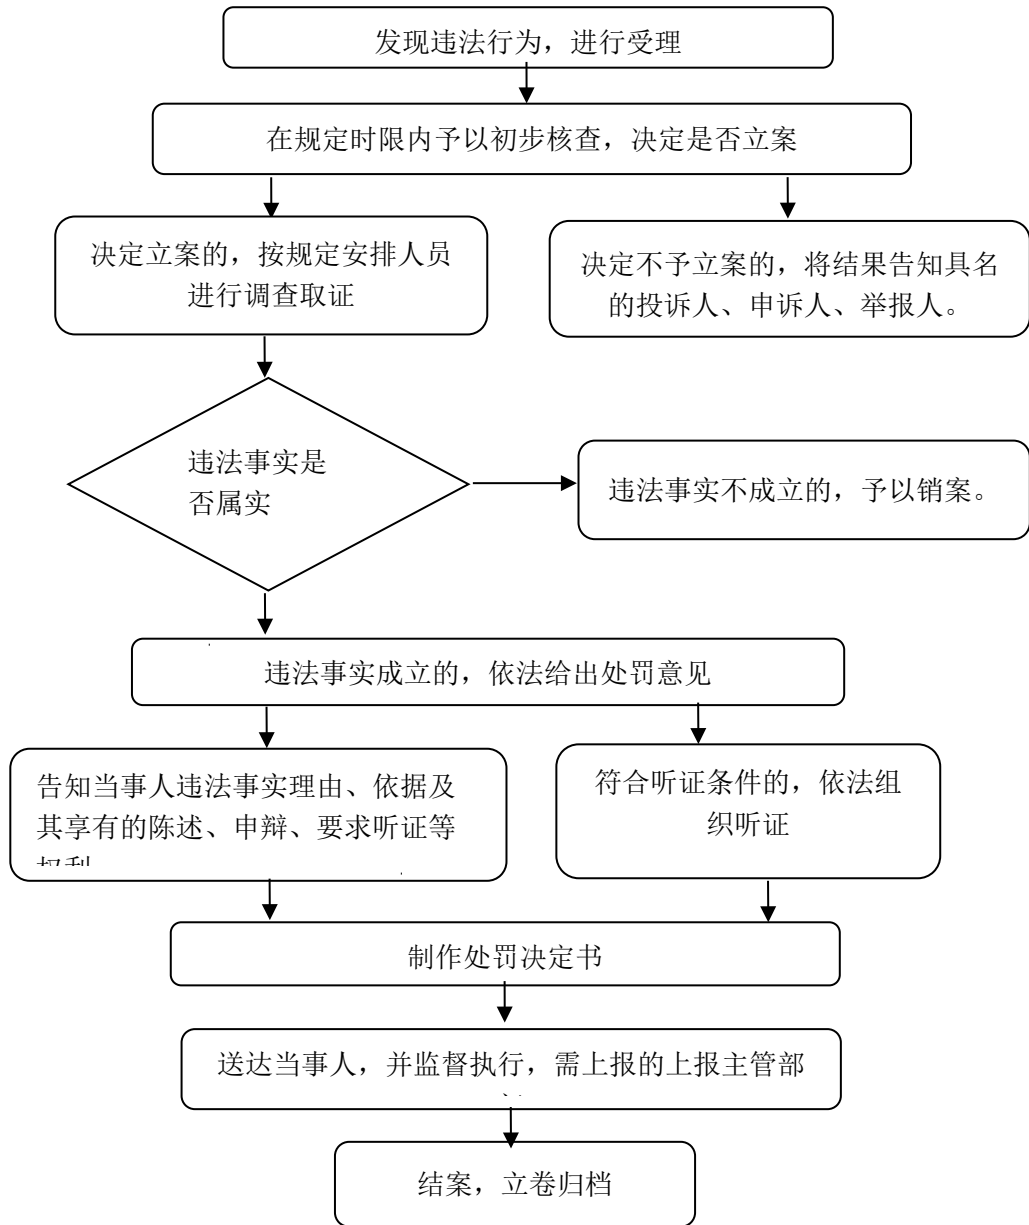 发现违法行为，进行受理
在规定时限内予以初步核查，决定是否立案
决定立案的，按规定安排人员
进行调查取证
决定不予立案的，将结果告知具名
的投诉人、申诉人、举报人。
违法事实是
否属实
违法事实不成立的，予以销案。
违法事实成立的，依法给出处罚意见
告知当事人违法事实理由、依据及
其享有的陈述、申辩、要求听证等
权利
符合听证条件的，依法组
织听证
制作处罚决定书
送达当事人，并监督执行，需上报的上报主管部
结案，立卷归档